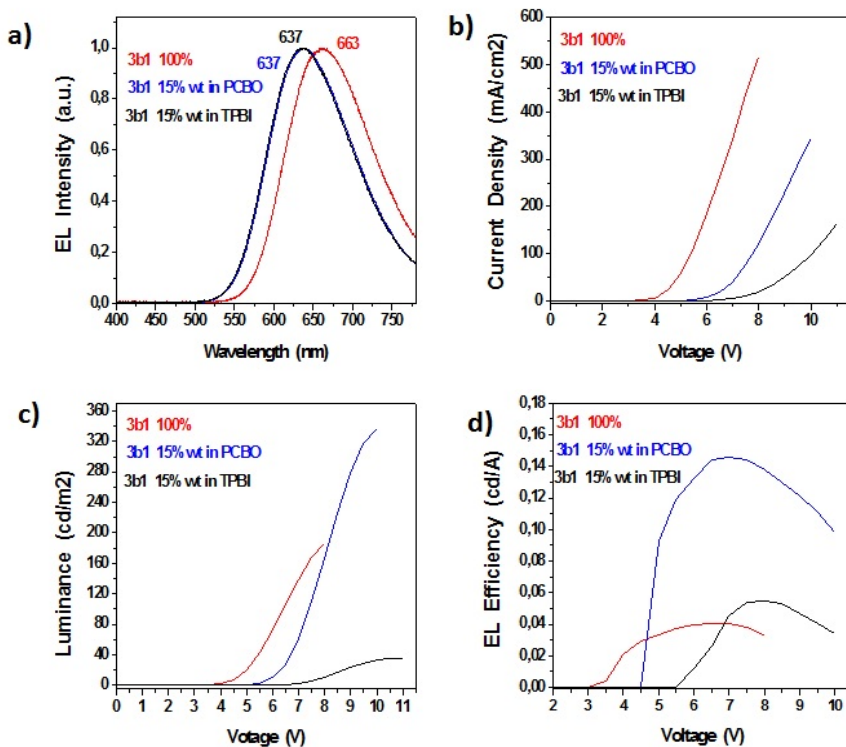 a)
EL Intensity (a.u.)
1,0
0,8
0,6
0,4
0,2
0,0
3b1 100%
3b1 15% wt in PCBO
3b1 15% wt in TPBI
637
637
663
400 450 500 550 600 650 700 750
Wavelength (nm)
b)
Current Density (mA/cm2)
600
500
400
300
200
100
0
3b1 100%
3b1 15% wt in PCBO
3b1 15% wt in TPBI
0 2 4 6 8 10
Voltage (V)
c)
Luminance (cd/m2)
360
320
280
240
200
160
120
80
40
0
3b1 100%
3b1 15% wt in PCBO
3b1 15% wt in TPBI
0 1 2 3 4 5 6 7 8 9 10 11
Votage (V)
d)
EL Efficiency (cd/A)
0,18
0,16
0,14
0,12
0,10
0,08
0,06
0,04
0,02
0,00
3b1 100%
3b1 15% wt in PCBO
3b1 15% wt in TPBI
2 3 4 5 6 7 8 9 10
Voltage (V)